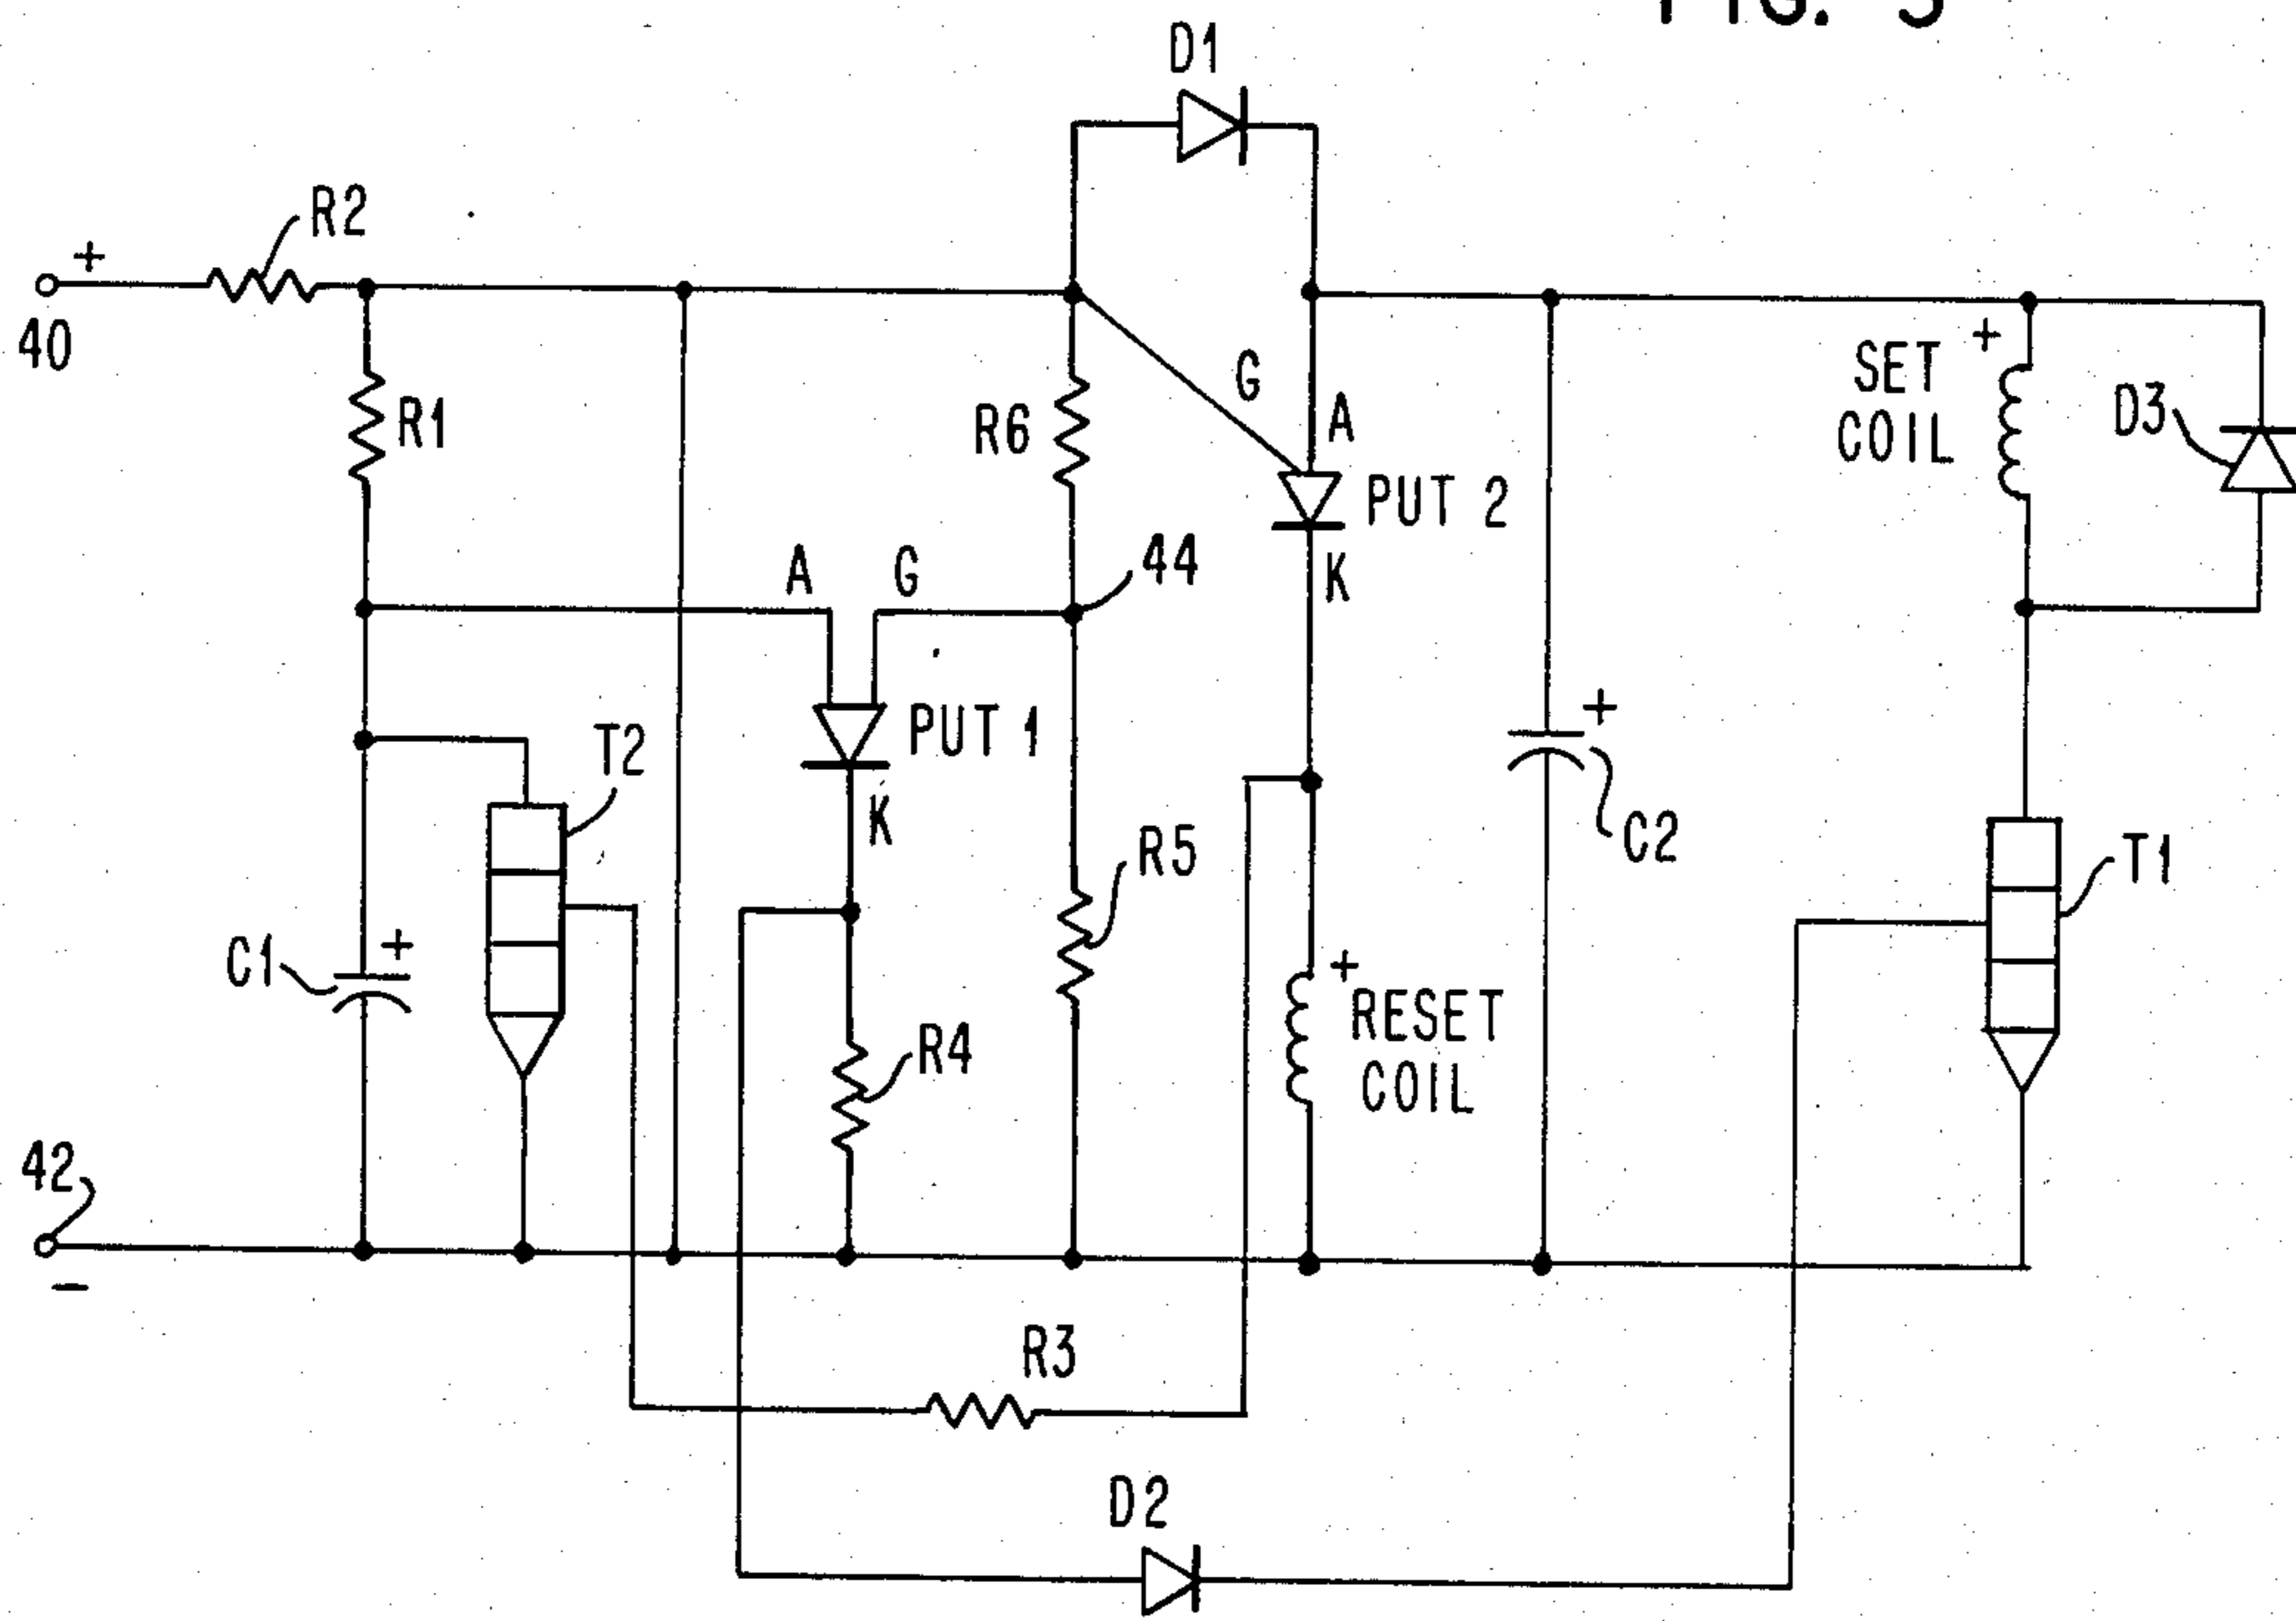 D1
R2
+
40
R1
R6
G
A
PUT 2
K
44
A
G
PUT 1
K
T2
+
SET
COIL
D3
+
C2
T1
R5
+
C1
R4
+
RESET
COIL
42
−
R3
D2